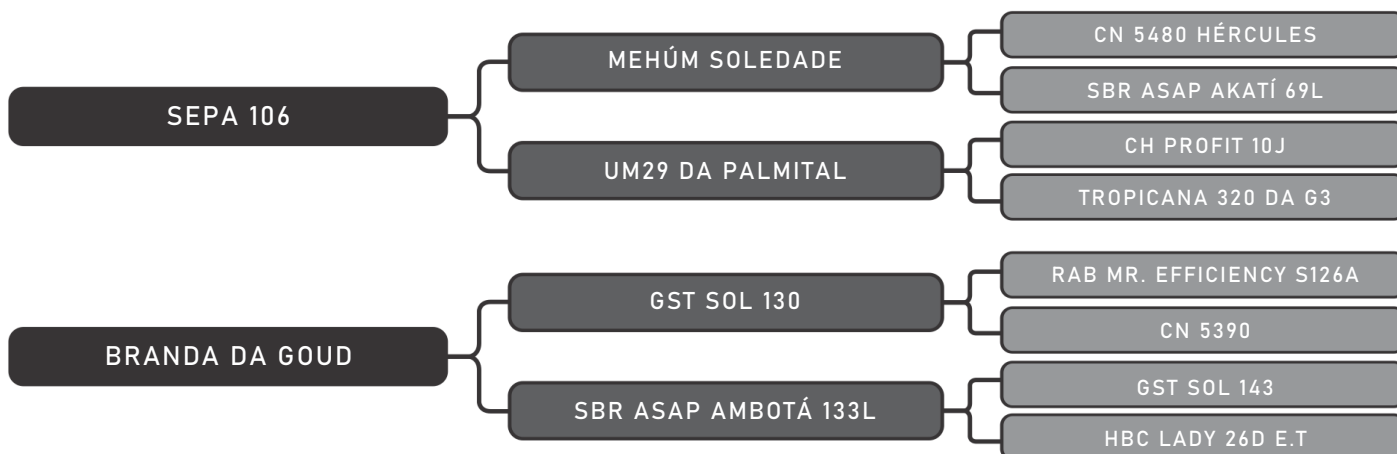 SEPA 106
MEHÚM SOLEDADE
CN 5480 HÉRCULES
SBR ASAP AKATÍ 69L
UM29 DA PALMITAL
CH PROFIT 10J
TROPICANA 320 DA G3
BRANDA DA GOUD
GST SOL 130
RAB MR. EFFICIENCY S126A
CN 5390
SBR ASAP AMBOTÁ 133L
GST SOL 143
HBC LADY 26D E.T